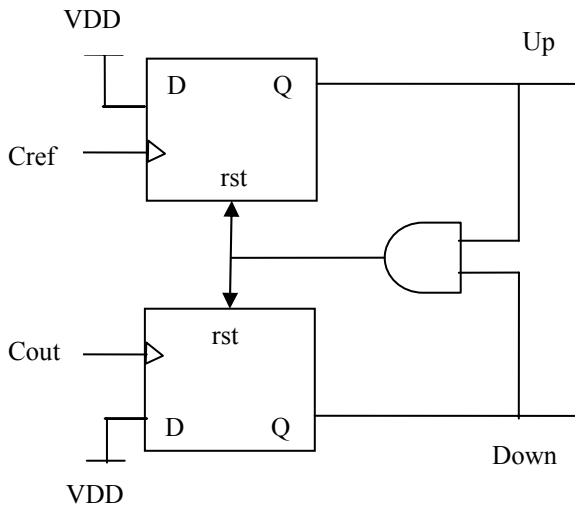 VDD
Up
D Q
Cref
rst
rst
Cout
D Q
Down
VDD